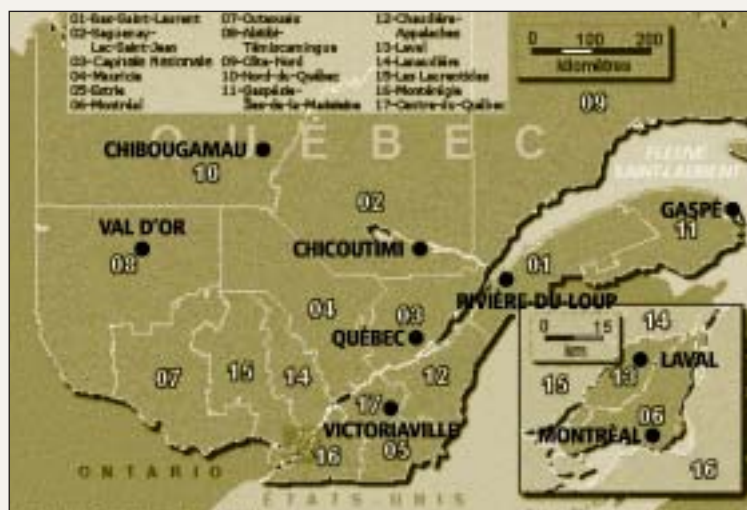 01-Bas-Saint-Laurent
02-Saguenay-
Lac-Saint-Jean
03-Capitale Nationale
04-Mauricie
05-Estrie
06-Montréal
07-Outaouais
08-Abitibi-
Témiscamingue
09-Côte-Nord
10-Nord-du-Québec
11-Gaspésie-
Îles-de-la-Madeleine
12-Chaudière-
Appalaches
13-Laval
14-Lanaudière
15-Les Laurentides
16-Montérégie
17-Centre-du-Québec
0 100 200
kilomètres
09
QUÉBEC
CHIBOUGAMAU
10
FLEUVE
SAINT-LAURENT
02
GASPÉ
11
VAL D'OR
08
CHICOUTIMI
01
RIVIÈRE-DU-LOUP
04
03
QUÉBEC
07
15
14
12
17
VICTORIAVILLE
16
05
ONTARIO
ÉTATS-UNIS
0 15
km
14
LAVAL
13
15
06
MONTRÉAL
16